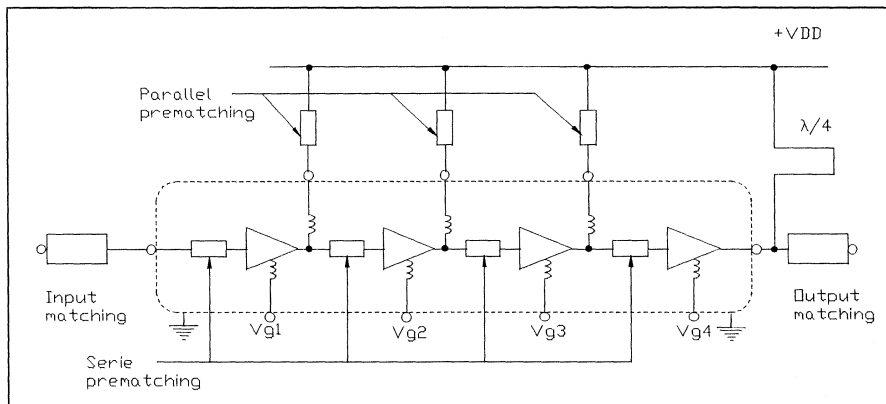 +VDD
Parallel
prematching
λ/4
Input
matching
Vg1
Vg2
Vg3
Vg4
Output
matching
Serie
prematching